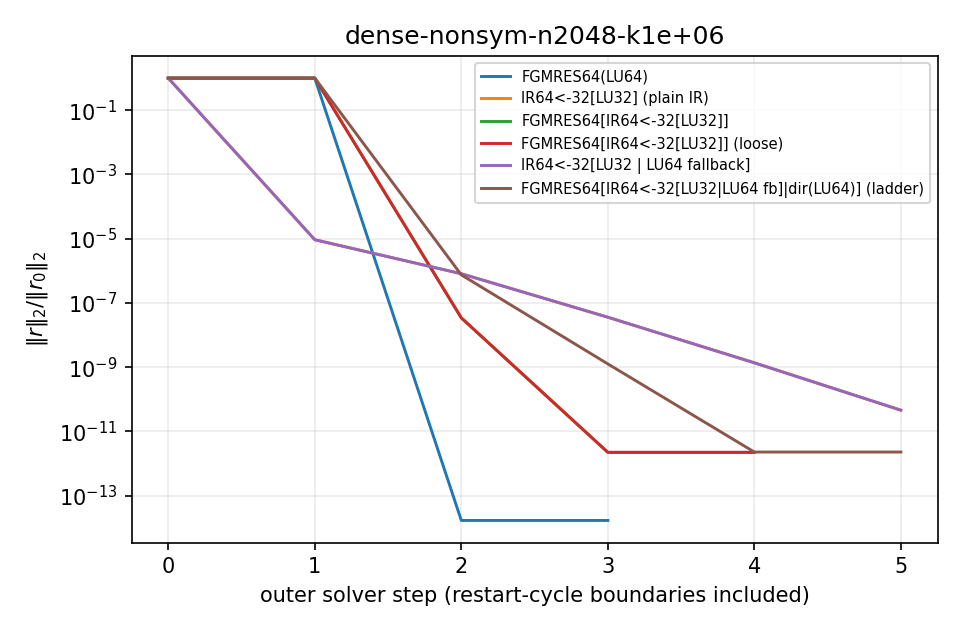 dense-nonsym-n2048-k1e+06
FGMRES64(LU64)
IR64<-32[LU32] (plain IR)
FGMRES64[IR64<-32[LU32]]
FGMRES64[IR64<-32[LU32]] (loose)
IR64<-32[LU32 | LU64 fallback]
FGMRES64[IR64<-32[LU32|LU64 fb]|dir(LU64)] (ladder)
‖r‖₂/‖r₀‖₂
10⁻¹
10⁻³
10⁻⁵
10⁻⁷
10⁻⁹
10⁻¹¹
10⁻¹³
0 1 2 3 4 5
outer solver step (restart-cycle boundaries included)